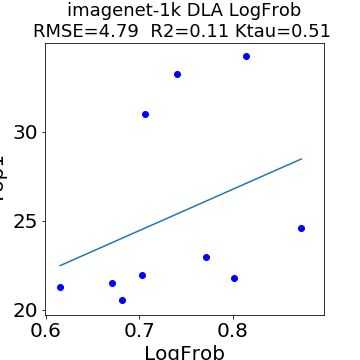 imagenet-1k DLA LogFrob
RMSE=4.79 R2=0.11 Ktau=0.51
30
25
20
0.6 0.7 0.8
LogFrob